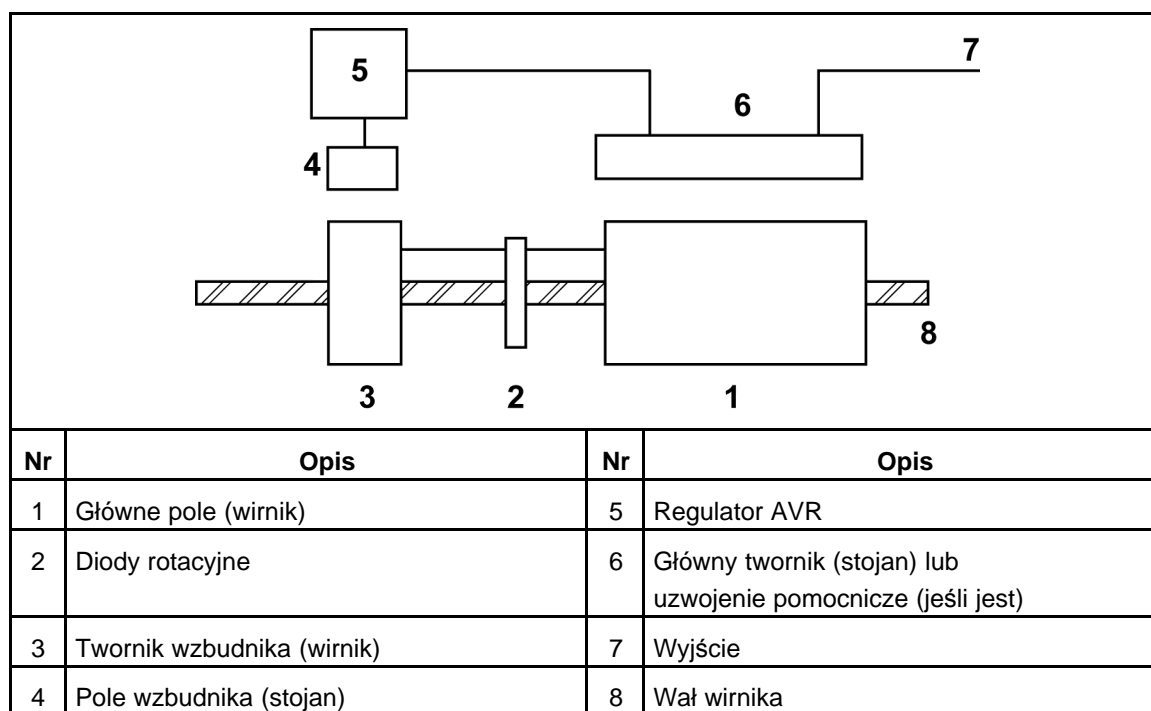 5
7
6
4
8
3 2 1
Nr Opis Nr Opis
1 Główne pole (wirnik) 5 Regulator AVR
2 Diody rotacyjne 6 Główny twornik (stojan) lub
uzwojenie pomocnicze (jeśli jest)
3 Twornik wzbudnika (wirnik) 7 Wyjście
4 Pole wzbudnika (stojan) 8 Wał wirnika